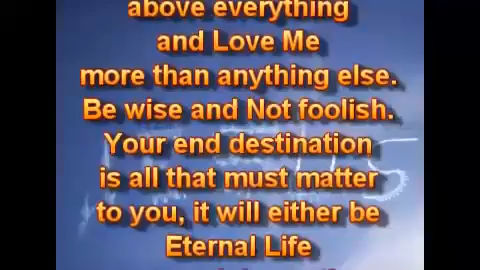 above everything
and Love Me
more than anything else.
Be wise and Not foolish.
Your end destination
is all that must matter
to you, it will either be
Eternal Life